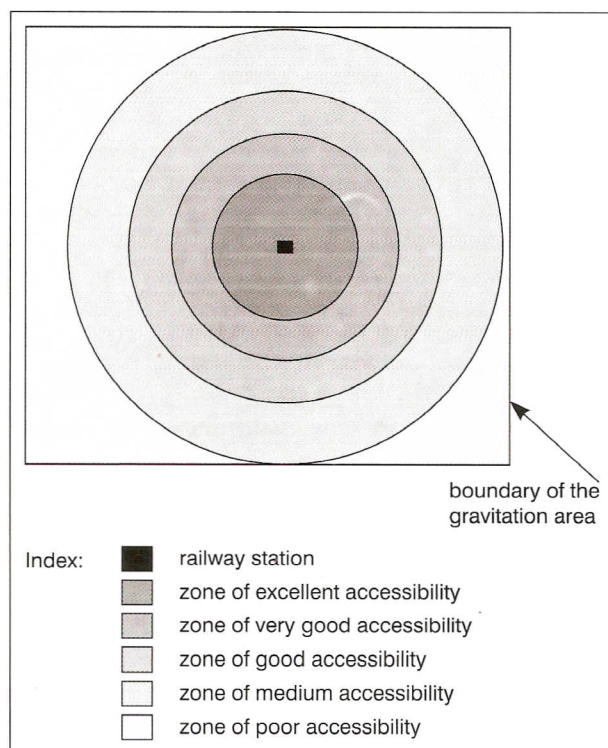 boundary of the
gravitation area
Index:
railway station
zone of excellent accessibility
zone of very good accessibility
zone of good accessibility
zone of medium accessibility
zone of poor accessibility